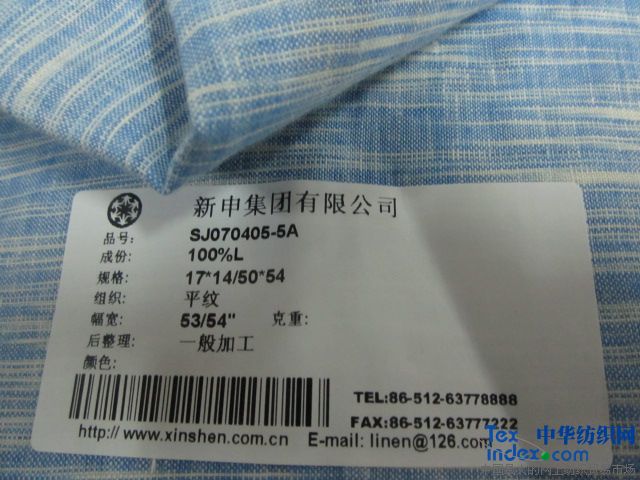 新申集团有限公司
品号: SJ070405-5A
成份: 100%L
规格: 17*14/50*54
组织: 平纹
幅宽: 53/54" 克重:
后整理: 一般加工
颜色:
TEL:86-512-63778888
FAX:86-512-63777222
http://www.xinshen.com.cn E-mail: linen@126.com
Tex 中华纺织网
index.com